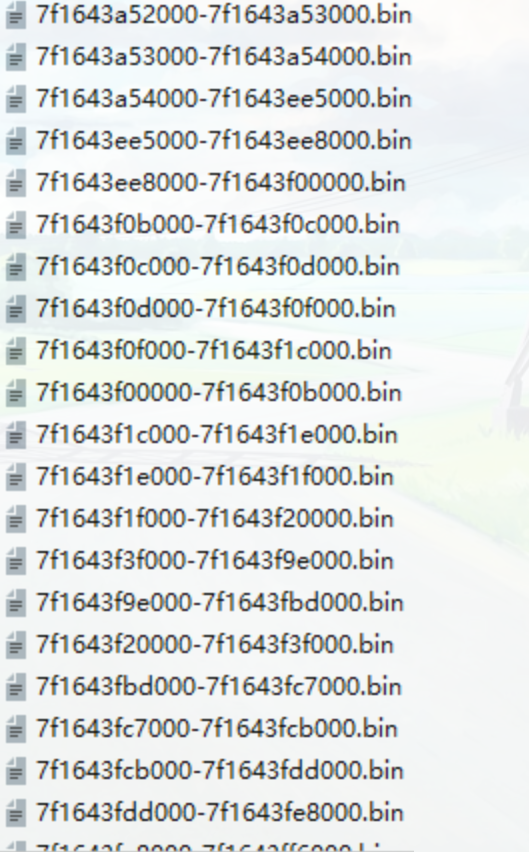 7f1643a52000-7f1643a53000.bin
7f1643a53000-7f1643a54000.bin
7f1643a54000-7f1643ee5000.bin
7f1643ee5000-7f1643ee8000.bin
7f1643ee8000-7f1643f00000.bin
7f1643f0b000-7f1643f0c000.bin
7f1643f0c000-7f1643f0d000.bin
7f1643f0d000-7f1643f0f000.bin
7f1643f0f000-7f1643f1c000.bin
7f1643f00000-7f1643f0b000.bin
7f1643f1c000-7f1643f1e000.bin
7f1643f1e000-7f1643f1f000.bin
7f1643f1f000-7f1643f20000.bin
7f1643f3f000-7f1643f9e000.bin
7f1643f9e000-7f1643fbd000.bin
7f1643f20000-7f1643f3f000.bin
7f1643fbd000-7f1643fc7000.bin
7f1643fc7000-7f1643fcb000.bin
7f1643fcb000-7f1643fdd000.bin
7f1643fdd000-7f1643fe8000.bin